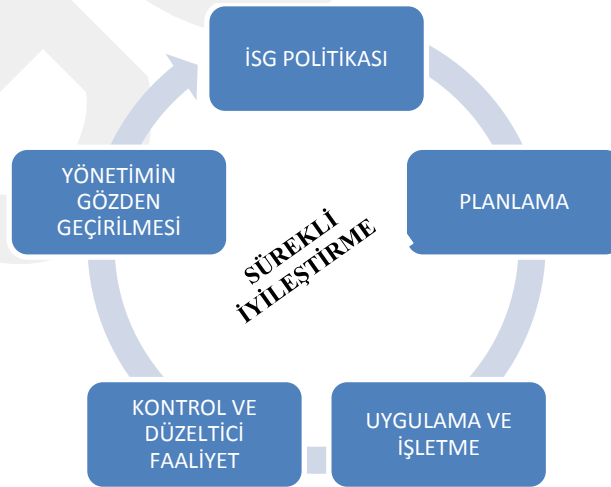 İSG POLİTİKASI
PLANLAMA
UYGULAMA VE
İŞLETME
KONTROL VE
DÜZELTİCİ
FAALİYET
YÖNETİMİN
GÖZDEN
GEÇİRİLMESİ
SÜREKLİ
İYİLEŞTİRME